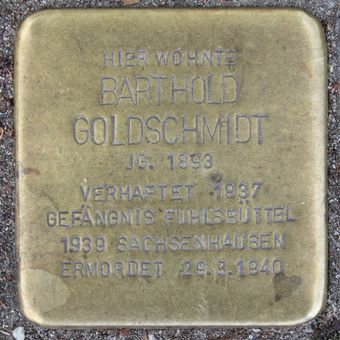 HIER WOHNTE
BARTHOLD
GOLDSCHMIDT
JG. 1893
VERHAFTET 1937
GEFÄNGNIS FUHLSBÜTTEL
1939 SACHSENHAUSEN
ERMORDET 29.3.1940